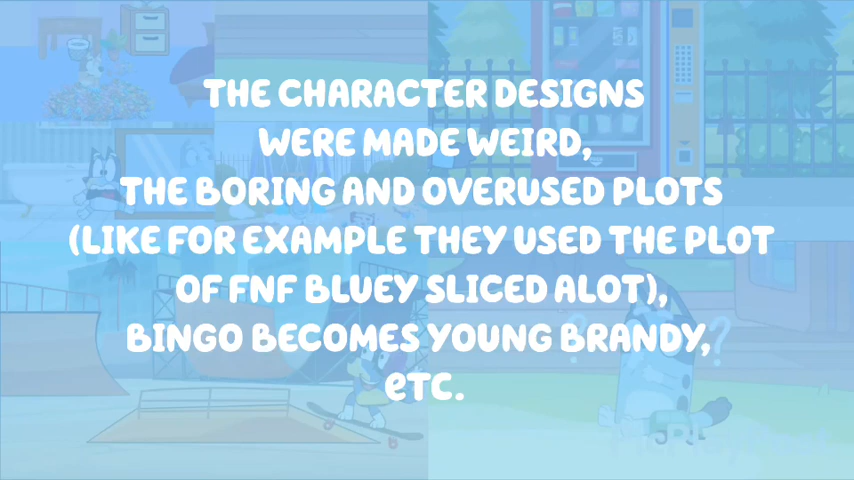 THE CHARACTER DESIGNS
WERE MADE WEIRD,
THE BORING AND OVERUSED PLOTS
(LIKE FOR EXAMPLE THEY USED THE PLOT
OF FNF BLUEY SLICED ALOT),
BINGO BECOMES YOUNG BRANDY,
eTC.